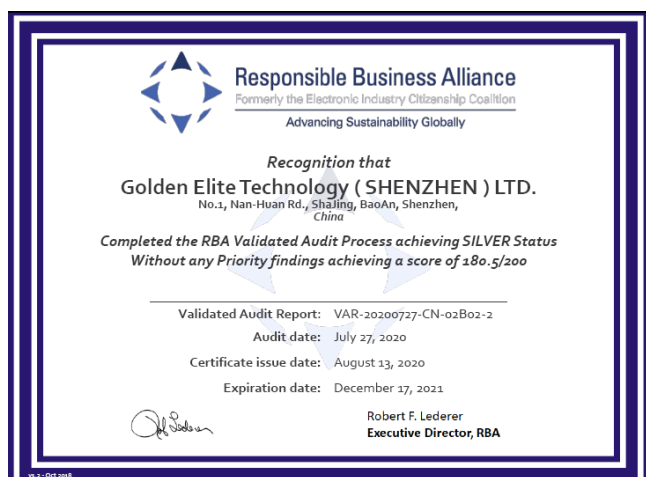 Responsible Business Alliance
Formerly the Electronic Industry Citizenship Coalition
Advancing Sustainability Globally
Recognition that
Golden Elite Technology ( SHENZHEN ) LTD.
No.1, Nan-Huan Rd., ShaJing, BaoAn, Shenzhen,
China
Completed the RBA Validated Audit Process achieving SILVER Status
Without any Priority findings achieving a score of 180.5/200
Validated Audit Report: VAR-20200727-CN-02B02-2
Audit date: July 27, 2020
Certificate issue date: August 13, 2020
Expiration date: December 17, 2021
Robert F. Lederer
Executive Director, RBA